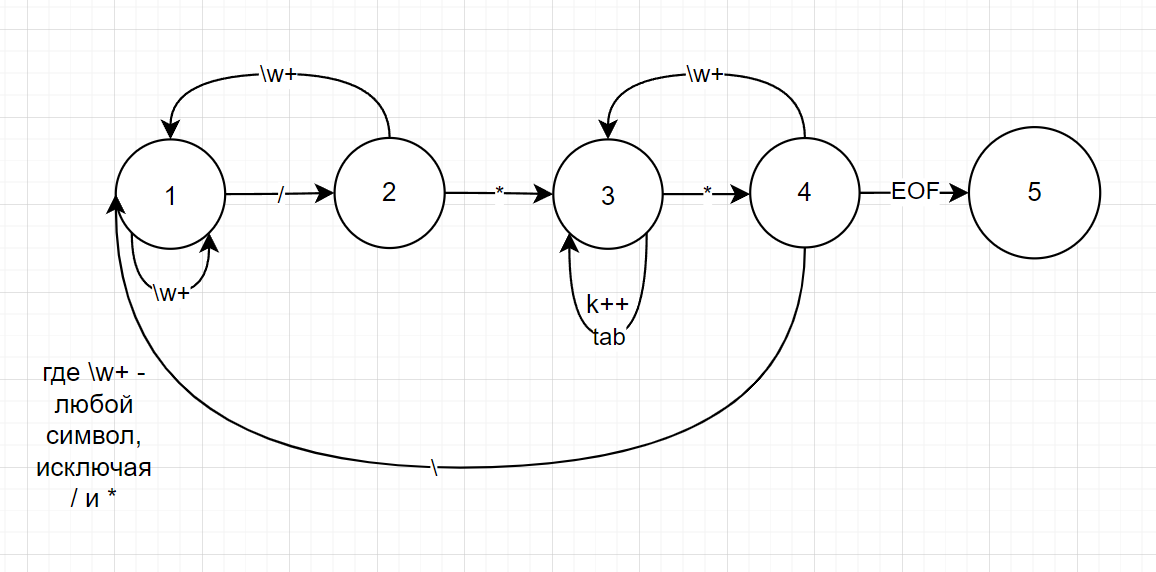 \w+
\w+
1
/
2
*
3
*
4
EOF
5
\w+
k++
tab
где \w+ -
любой
символ,
исключая
/ и *
\